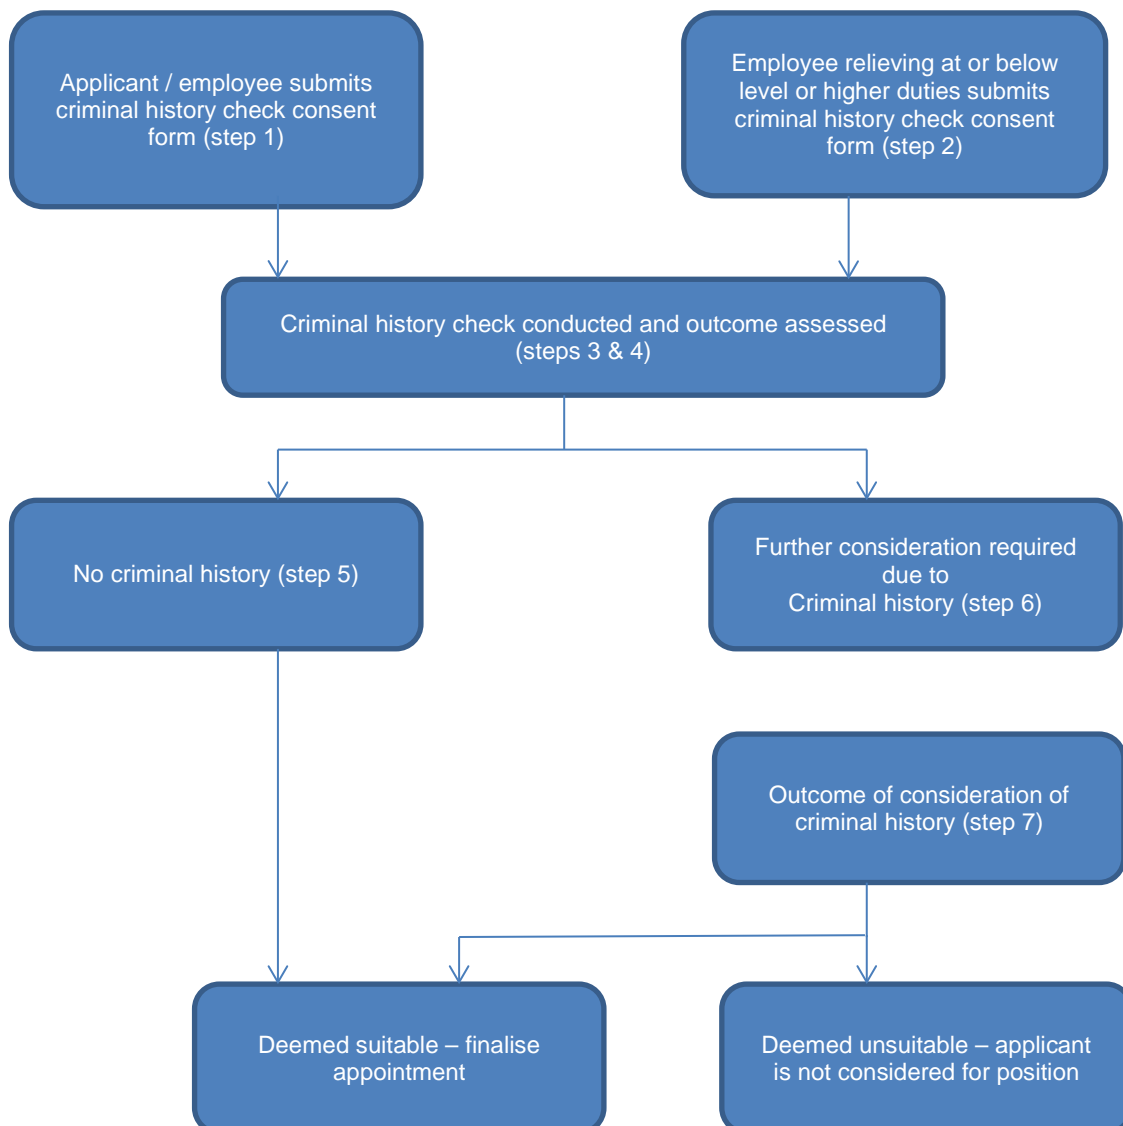 Applicant / employee submits
criminal history check consent
form (step 1)
Employee relieving at or below
level or higher duties submits
criminal history check consent
form (step 2)
Criminal history check conducted and outcome assessed
(steps 3 & 4)
No criminal history (step 5)
Further consideration required
due to
Criminal history (step 6)
Outcome of consideration of
criminal history (step 7)
Deemed suitable – finalise
appointment
Deemed unsuitable – applicant
is not considered for position